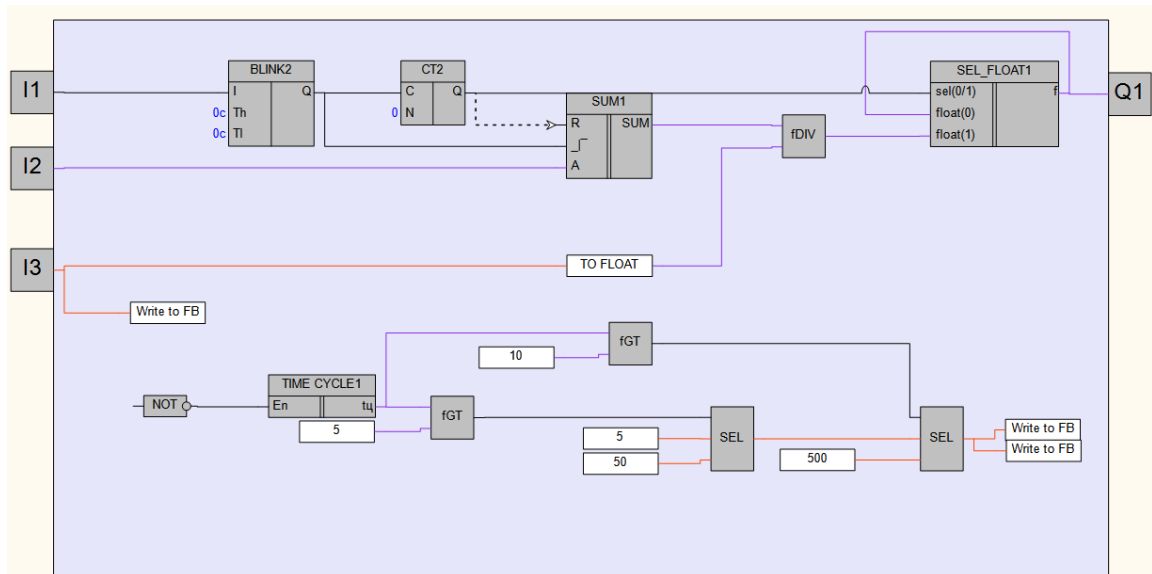 BLINK2
CT2
SEL_FLOAT1
I1
I Q
C Q
sel(0/1) f
Q1
0c Th
0 N
SUM1
float(0)
0c Tl
R SUM
fDIV
float(1)
I2
A
I3
TO FLOAT
Write to FB
fGT
10
TIME CYCLE1
NOT
En tц
fGT
5
5
SEL
SEL
Write to FB
50
500
Write to FB